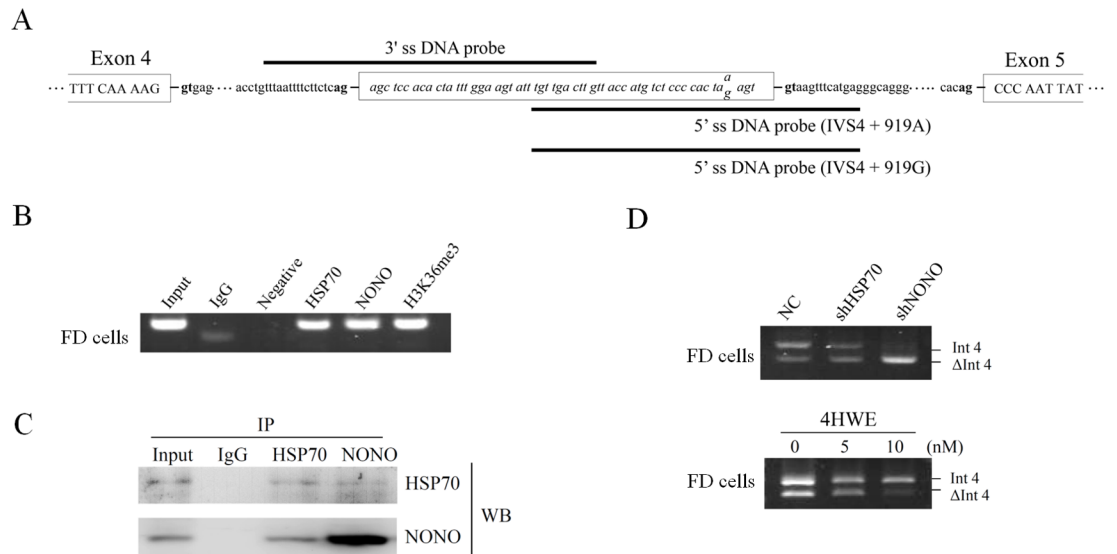 A
3' ss DNA probe
Exon 4
Exon 5
··· TTT CAA AAG gtgag ···· acctgtttaattttcttctcag agc tcc aca cta ttt gga agt att tgt tga ctt gtt acc atg tct ccc cac ta a g agt gtaagtttcatgagggcaggg ···· cacag CCC AAT TAT ···
5' ss DNA probe (IVS4 + 919A)
5' ss DNA probe (IVS4 + 919G)
B
Input IgG Negative HSP70 NONO H3K36me3
FD cells
C
IP
Input IgG HSP70 NONO
HSP70
NONO
WB
D
NC shHSP70 shNONO
FD cells
Int 4
ΔInt 4
4HWE
0 5 10 (nM)
FD cells
Int 4
ΔInt 4